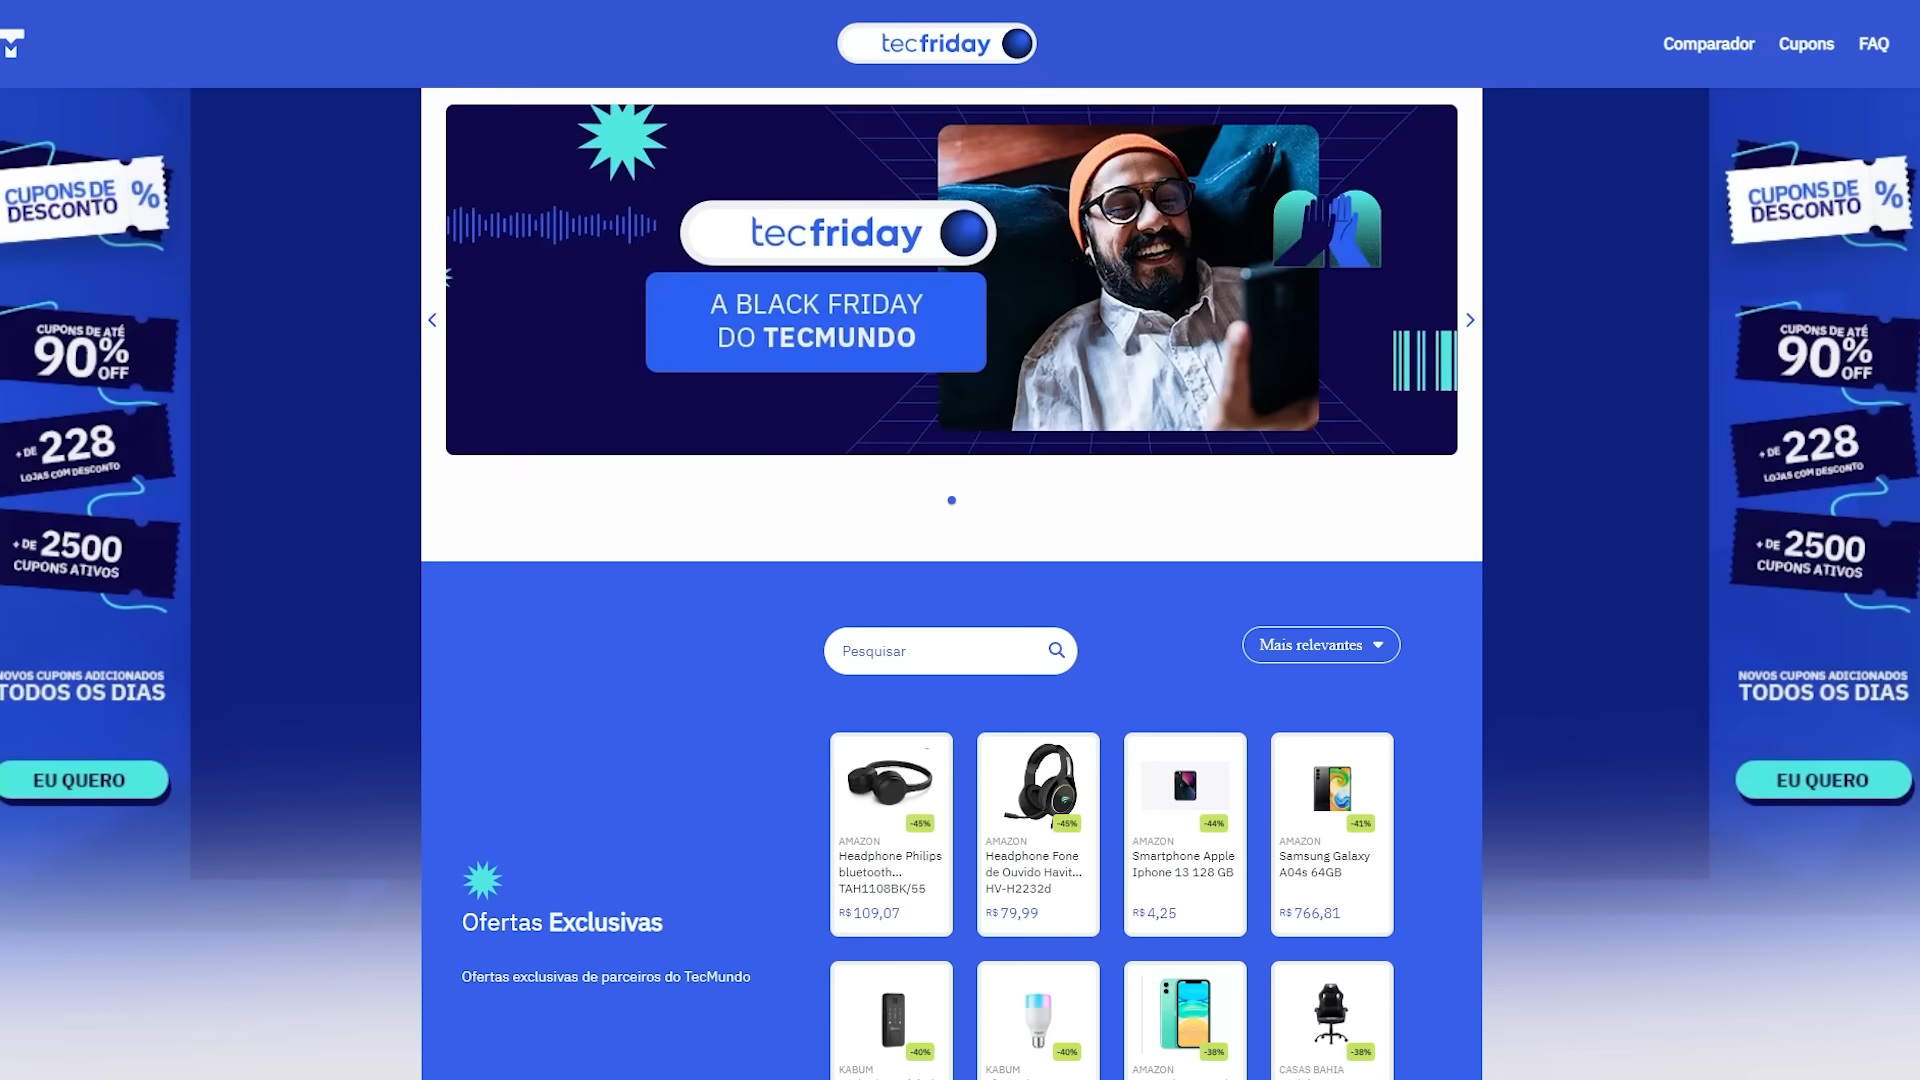 tecfriday
Comparador
Cupons
FAQ
CUPONS DE
DESCONTO
%
CUPONS DE ATÉ
90%
OFF
+ DE 228
LOJAS COM DESCONTO
+ DE 2500
CUPONS ATIVOS
NOVOS CUPONS ADICIONADOS
TODOS OS DIAS
EU QUERO
tecfriday
A BLACK FRIDAY
DO TECMUNDO
CUPONS DE
DESCONTO
%
CUPONS DE ATÉ
90%
OFF
+ DE 228
LOJAS COM DESCONTO
+ DE 2500
CUPONS ATIVOS
NOVOS CUPONS ADICIONADOS
TODOS OS DIAS
EU QUERO
Pesquisar
Mais relevantes
Ofertas Exclusivas
Ofertas exclusivas de parceiros do TecMundo
-45%
AMAZON
Headphone Philips
bluetooth...
TAH1108BK/55
R$ 109,07
-45%
AMAZON
Headphone Fone
de Ouvido Havit...
HV-H2232d
R$ 79,99
-44%
AMAZON
Smartphone Apple
Iphone 13 128 GB
R$ 4,25
-41%
AMAZON
Samsung Galaxy
A04s 64GB
R$ 766,81
-40%
KABUM
-40%
KABUM
-38%
AMAZON
-38%
CASAS BAHIA